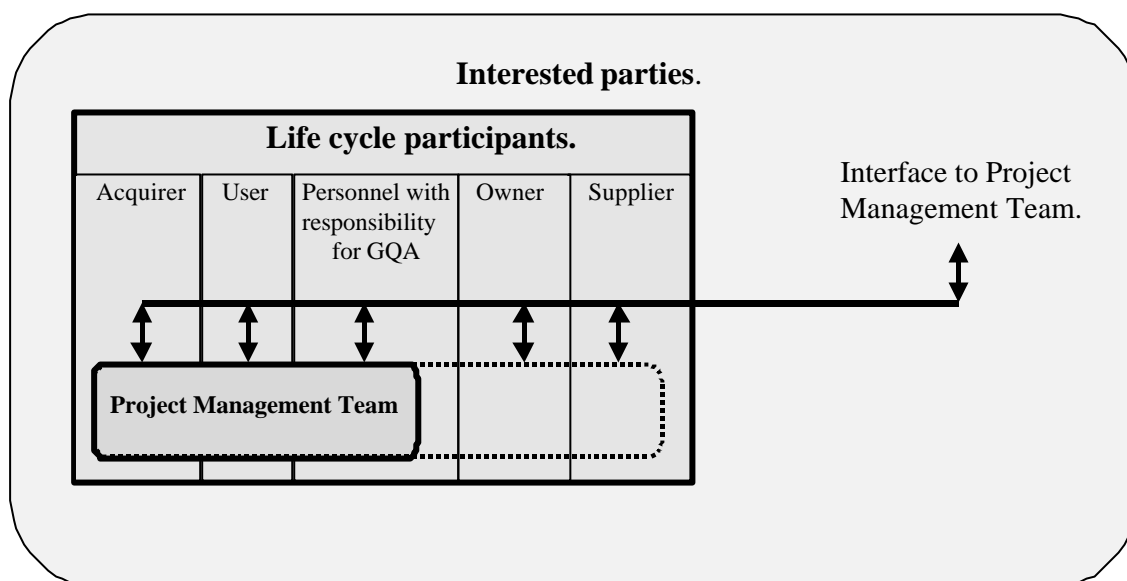 Interested parties.
Life cycle participants.
Acquirer
User
Personnel with
responsibility
for GQA
Owner
Supplier
Interface to Project
Management Team.
Project Management Team